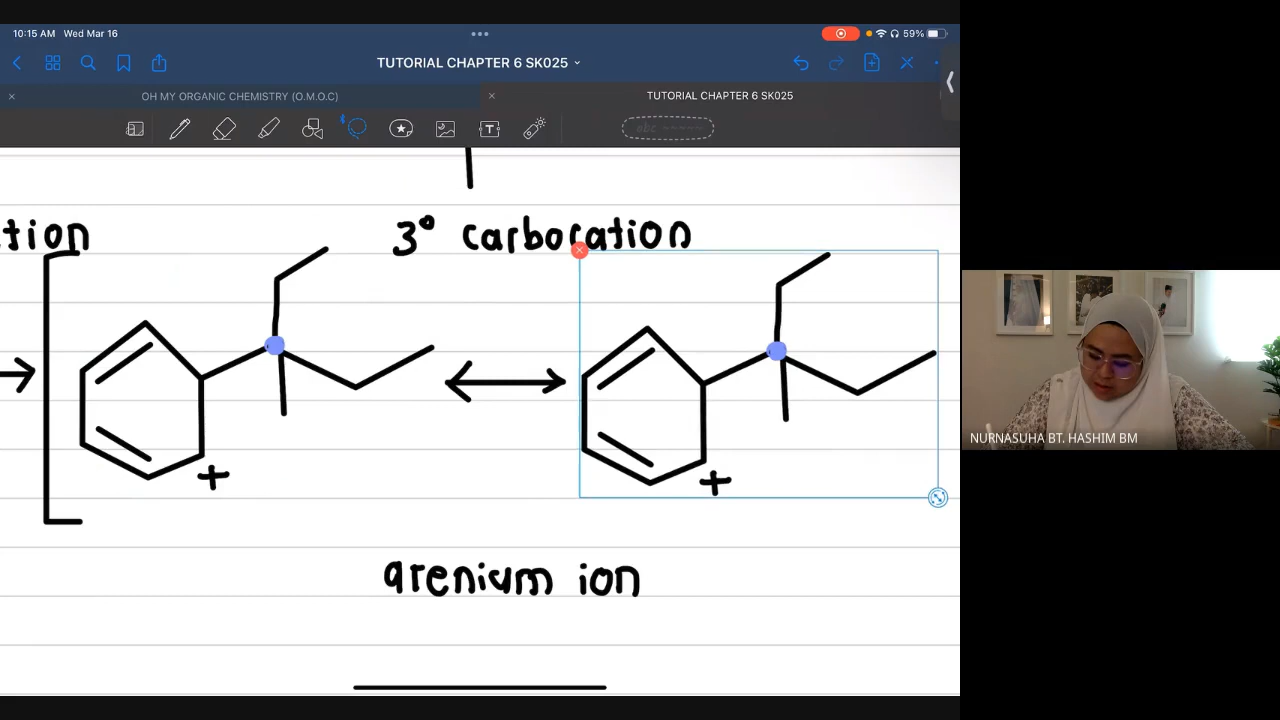 10:15 AM Wed Mar 16
59%
TUTORIAL CHAPTER 6 SK025
OH MY ORGANIC CHEMISTRY (O.M.O.C)
TUTORIAL CHAPTER 6 SK025
abc
tion
3° carbocation
+
+
arenium ion
NURNASUHA BT. HASHIM BM